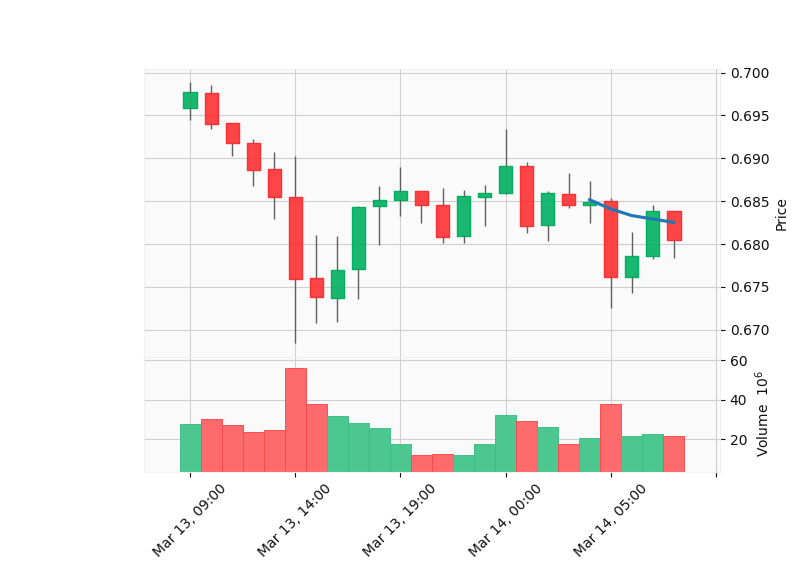 0.700
0.695
0.690
0.685
0.680
0.675
0.670
Price
60
40
20
Volume 10⁶
Mar 13, 09:00
Mar 13, 14:00
Mar 13, 19:00
Mar 14, 00:00
Mar 14, 05:00